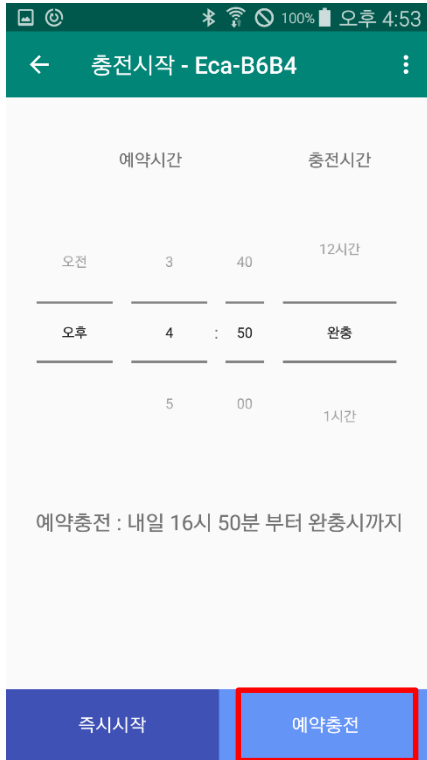 100% 오후 4:53
충전시작 - Eca-B6B4
예약시간 충전시간
오전 3 40 12시간
오후 4 : 50 완충
5 00 1시간
예약충전 : 내일 16시 50분 부터 완충시까지
즉시시작 예약충전